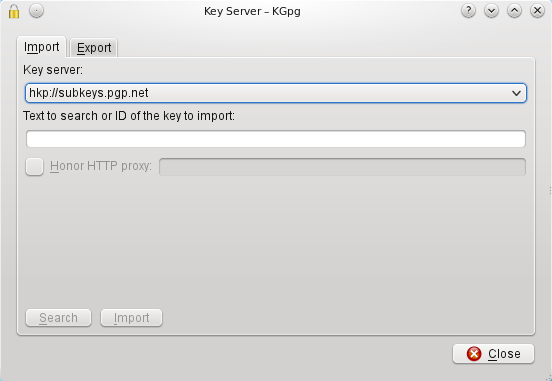 Key Server – KGpg
Import Export
Key server:
hkp://subkeys.pgp.net
Text to search or ID of the key to import:
Honor HTTP proxy:
Search Import
Close